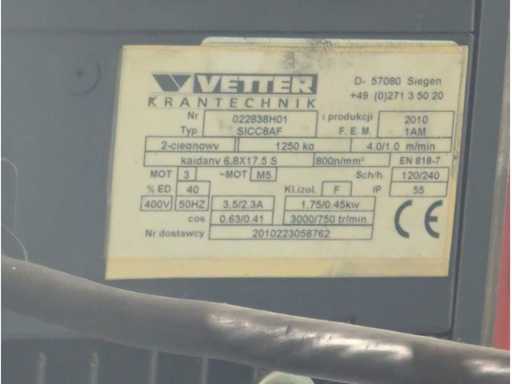 VETTER
KRANTECHNIK
D- 57080 Siegen
+49 (0)271 3 50 20
Nr 022838H01 i produkcji 2010
Typ SICC8AF F. E. M. 1AM
2-cięgnowy 1250 kg 4.0/1.0 m/min
kajdany 6,8X17.5 S 800n/mm² EN 818-7
MOT 3 ~MOT M5 Sch/h 120/240
% ED 40 Kl.izol. F IP 55
400V 50HZ 3,5/2.3A 1,75/0.45kw
cos 0.63/0.41 3000/750 tr/min
Nr dostawcy 2010223058762
CE